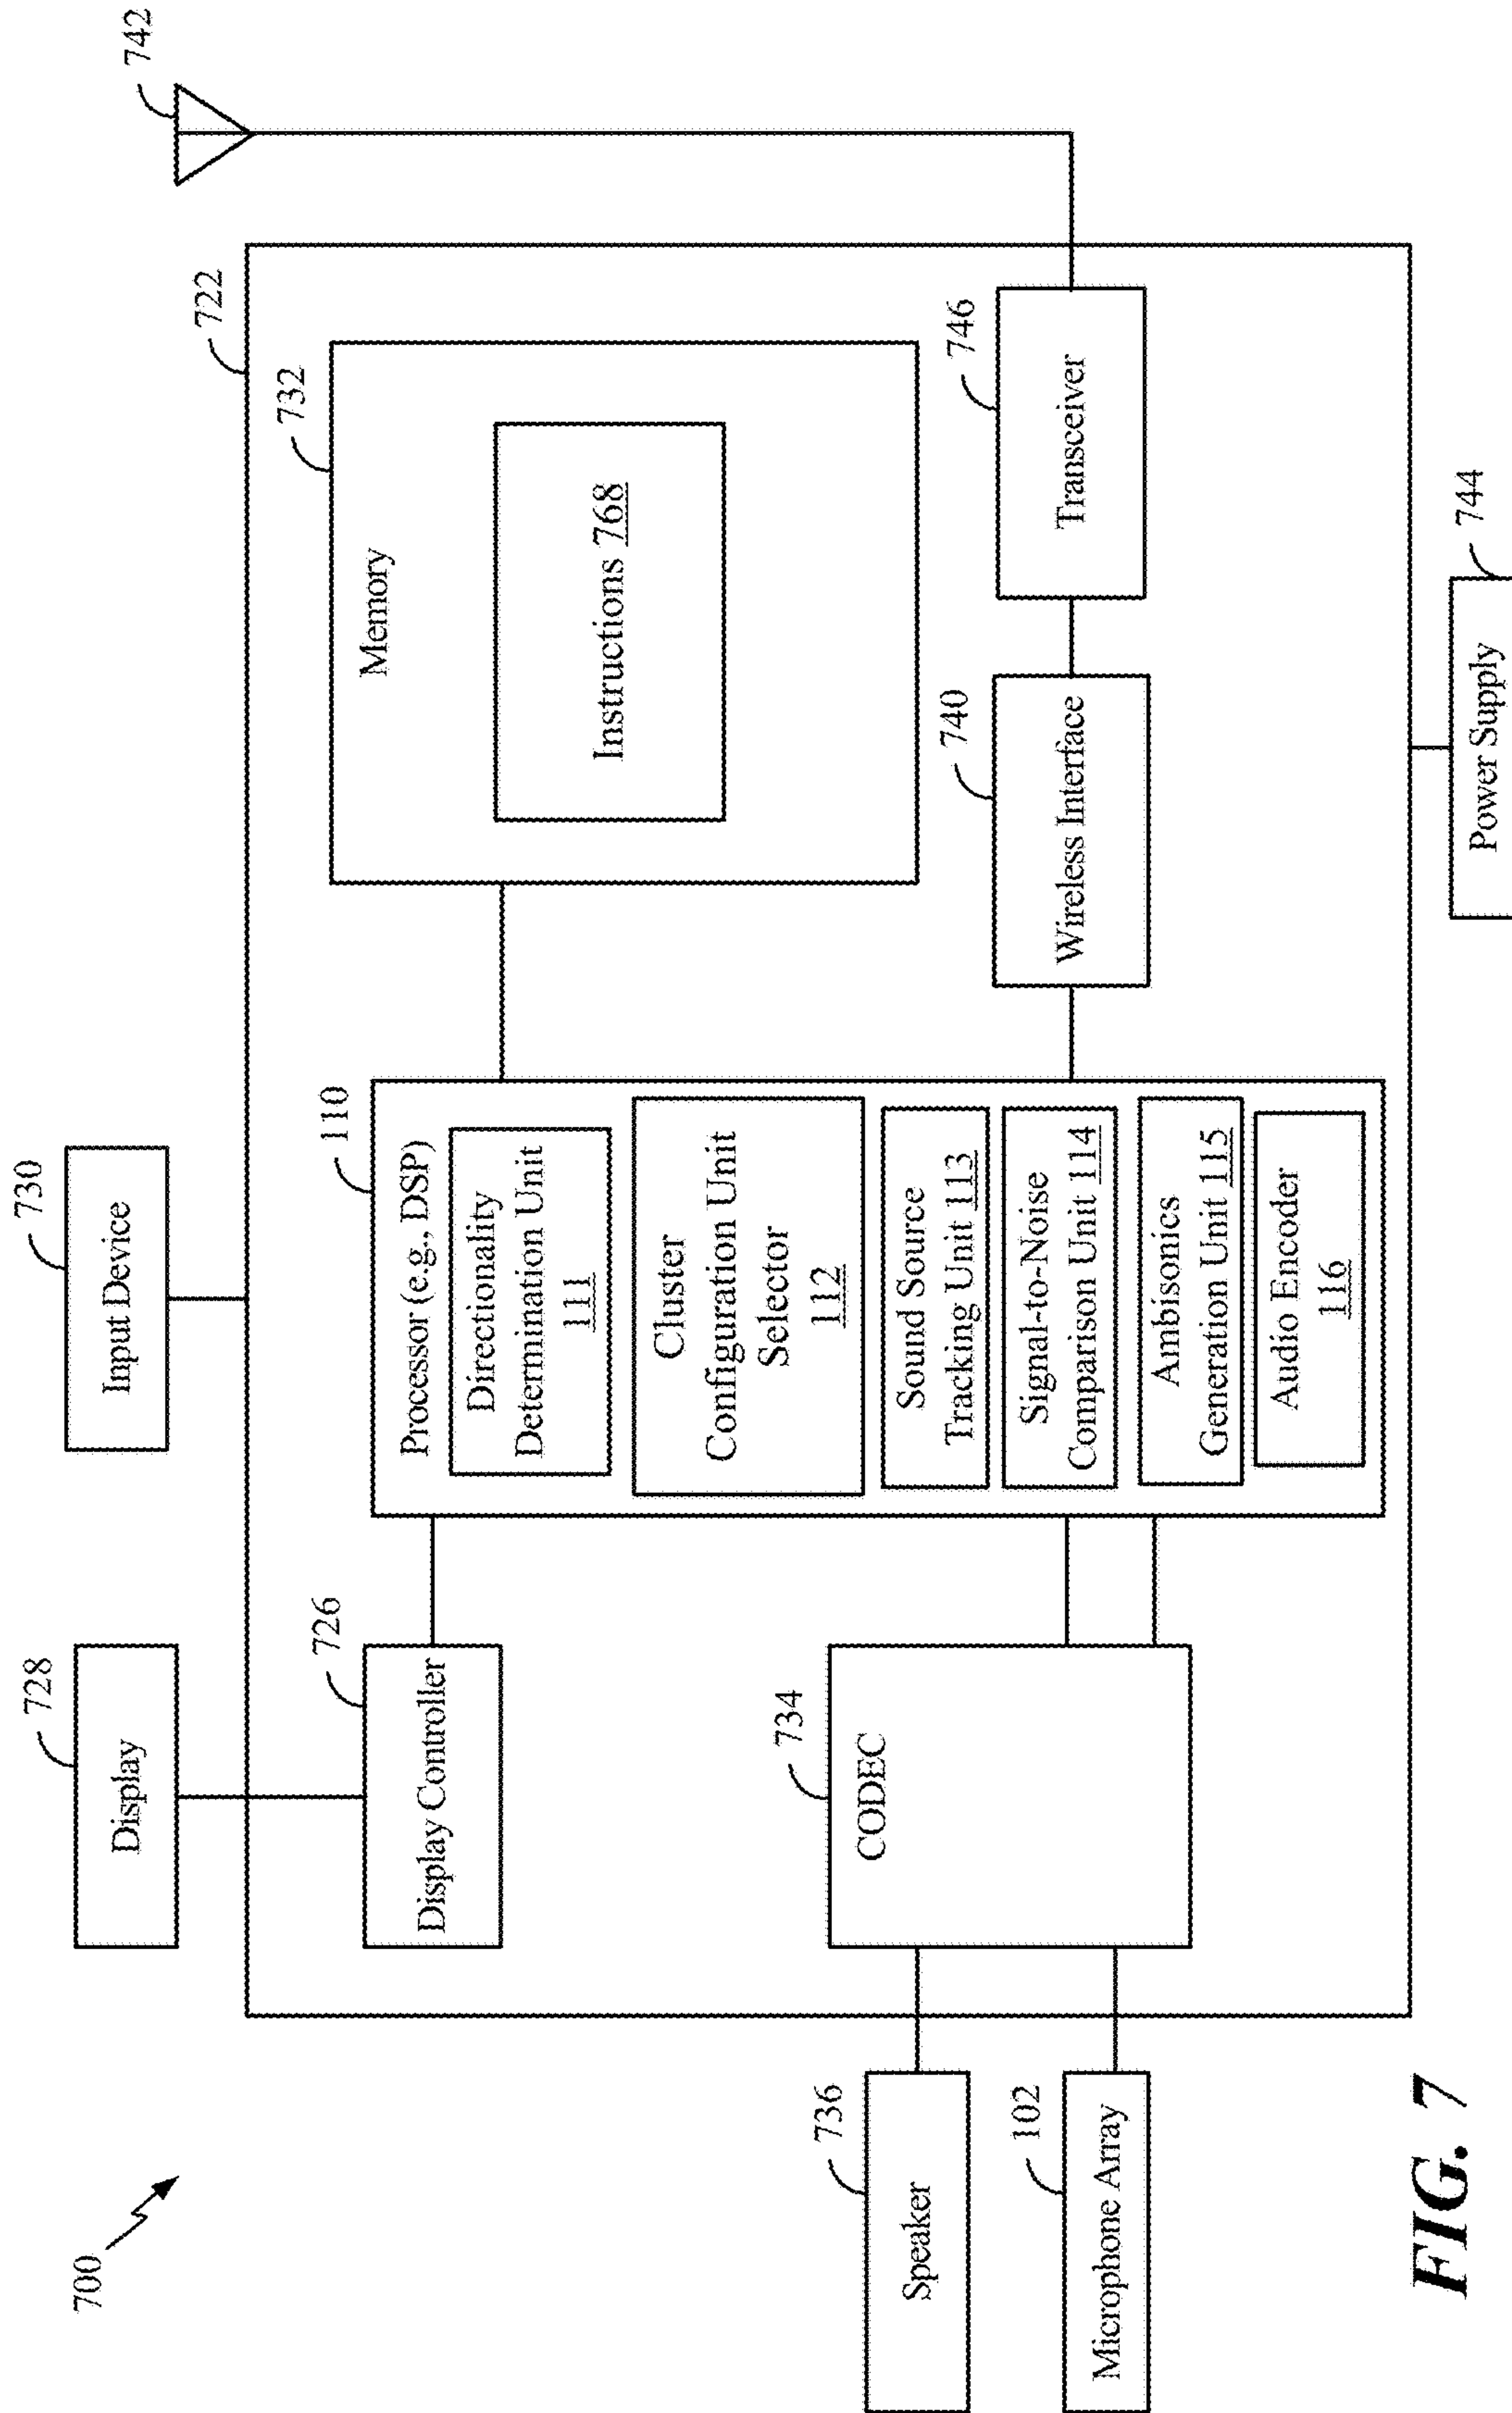 700
728
Display
730
Input Device
742
722
726
Display Controller
110
Processor (e.g., DSP)
Directionality
Determination Unit
111
Cluster
Configuration Unit
Selector
112
Sound Source
Tracking Unit 113
Signal-to-Noise
Comparison Unit 114
Ambisonics
Generation Unit 115
Audio Encoder
116
732
Memory
Instructions 768
734
CODEC
736
Speaker
102
Microphone Array
740
Wireless Interface
746
Transceiver
744
Power Supply
FIG. 7